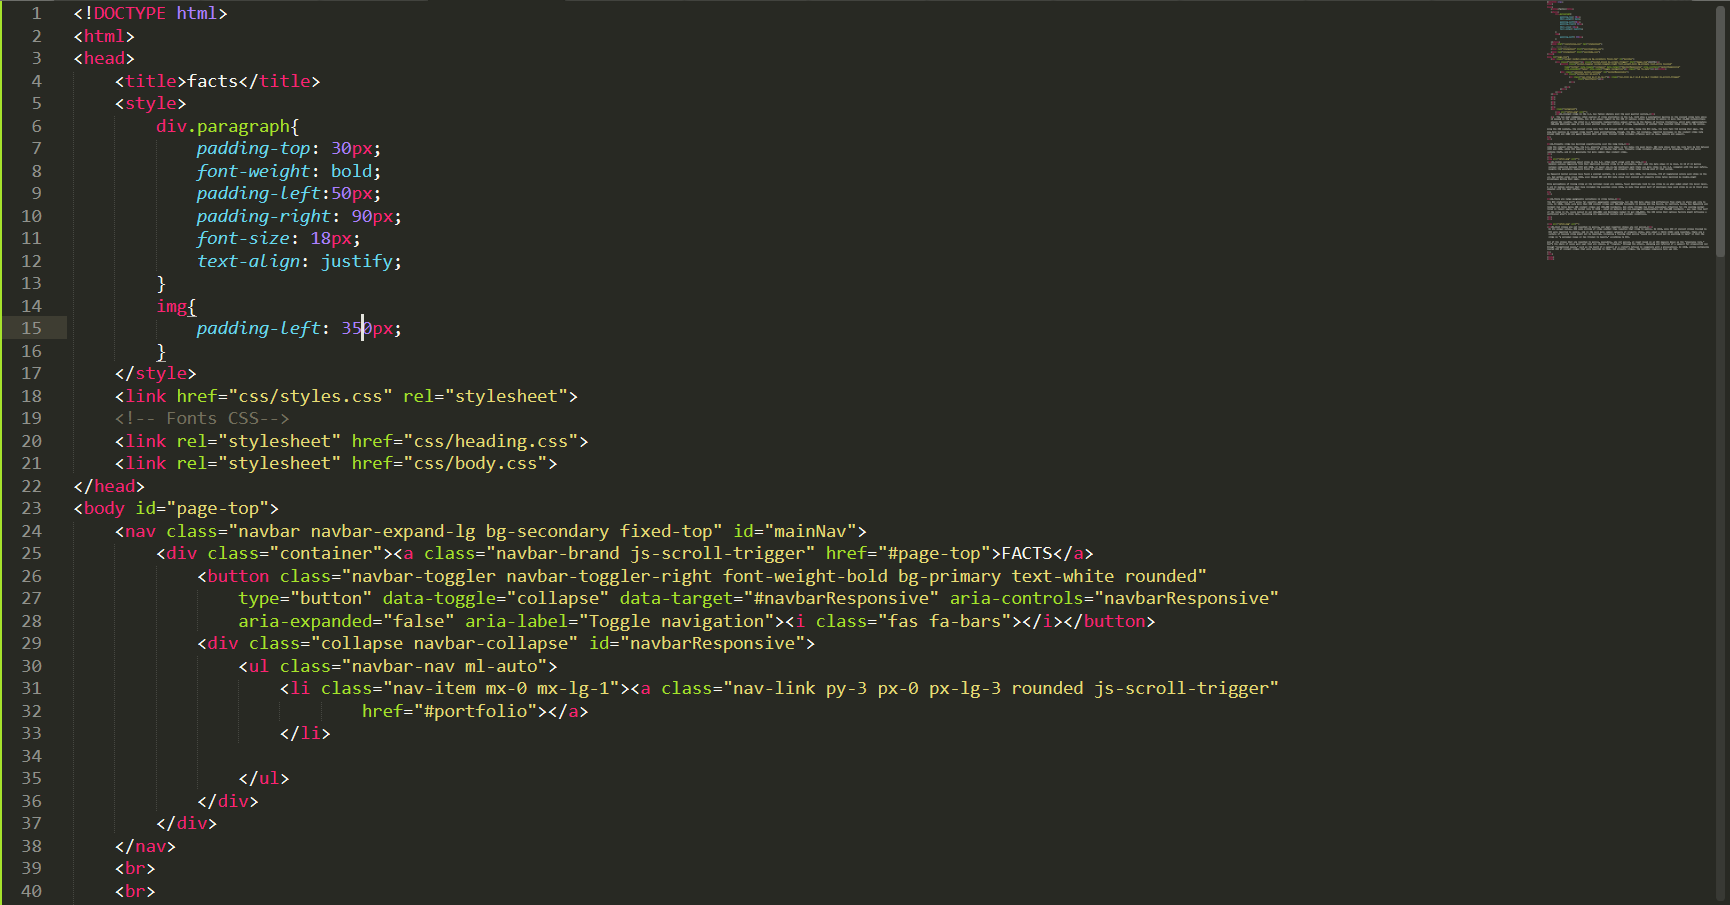 1 <!DOCTYPE html>
2 <html>
3 <head>
4 <title>facts</title>
5 <style>
6 div.paragraph{
7 padding-top: 30px;
8 font-weight: bold;
9 padding-left:50px;
10 padding-right: 90px;
11 font-size: 18px;
12 text-align: justify;
13 }
14 img{
15 padding-left: 350px;
16 }
17 </style>
18 <link href="css/styles.css" rel="stylesheet">
19 <!-- Fonts CSS-->
20 <link rel="stylesheet" href="css/heading.css">
21 <link rel="stylesheet" href="css/body.css">
22 </head>
23 <body id="page-top">
24 <nav class="navbar navbar-expand-lg bg-secondary fixed-top" id="mainNav">
25 <div class="container"><a class="navbar-brand js-scroll-trigger" href="#page-top">FACTS</a>
26 <button class="navbar-toggler navbar-toggler-right font-weight-bold bg-primary text-white rounded"
27 type="button" data-toggle="collapse" data-target="#navbarResponsive" aria-controls="navbarResponsive"
28 aria-expanded="false" aria-label="Toggle navigation"><i class="fas fa-bars"></i></button>
29 <div class="collapse navbar-collapse" id="navbarResponsive">
30 <ul class="navbar-nav ml-auto">
31 <li class="nav-item mx-0 mx-lg-1"><a class="nav-link py-3 px-0 px-lg-3 rounded js-scroll-trigger"
32 href="#portfolio"></a>
33 </li>
34
35 </ul>
36 </div>
37 </div>
38 </nav>
39 <br>
40 <br>